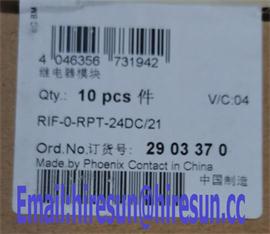 4 046356 731942
继电器模块
Qty.: 10 pcs 件
V/C:04
RIF-0-RPT-24DC/21
Ord.No.订货号: 29 03 37 0
Made by Phoenix Contact in China
中国制造
Email:hiresun@hiresun.cc